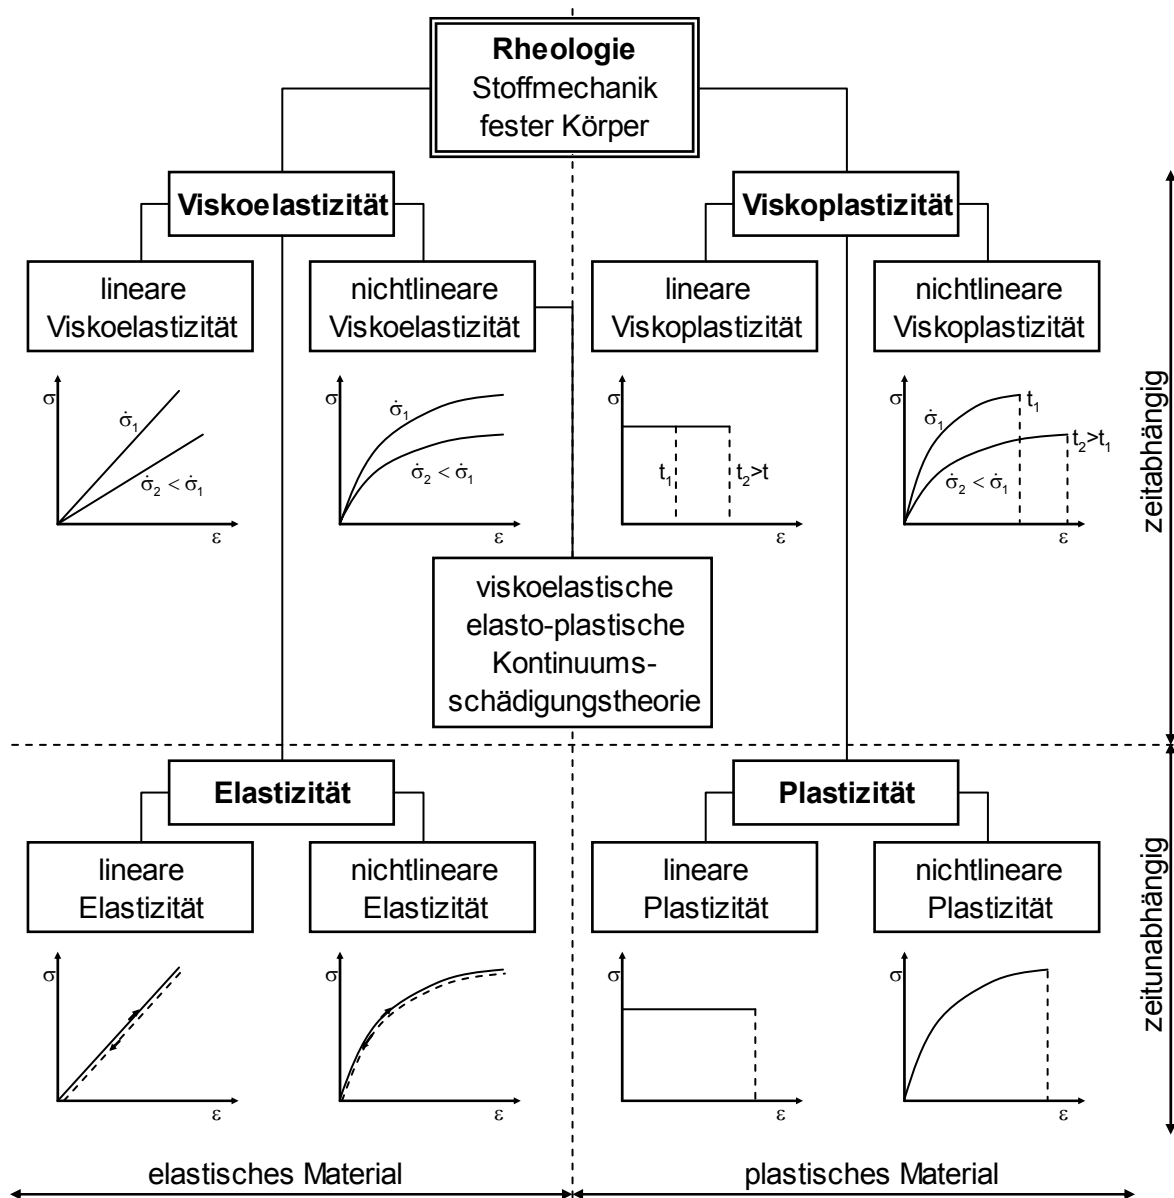 Rheologie
Stoffmechanik
fester Körper
Viskoelastizität
Viskoplastizität
lineare
Viskoelastizität
nichtlineare
Viskoelastizität
lineare
Viskoplastizität
nichtlineare
Viskoplastizität
zeitabhängig
σ
σ̇₁
σ̇₂ < σ̇₁
ε
σ
σ̇₁
σ̇₂ < σ̇₁
ε
σ
t₁
t₂>t
ε
σ
σ̇₁
t₁
t₂>t₁
σ̇₂ < σ̇₁
ε
viskoelastische
elasto-plastische
Kontinuums-
schädigungstheorie
Elastizität
Plastizität
lineare
Elastizität
nichtlineare
Elastizität
lineare
Plastizität
nichtlineare
Plastizität
zeitunabhängig
σ
ε
σ
ε
σ
ε
σ
ε
elastisches Material
plastisches Material